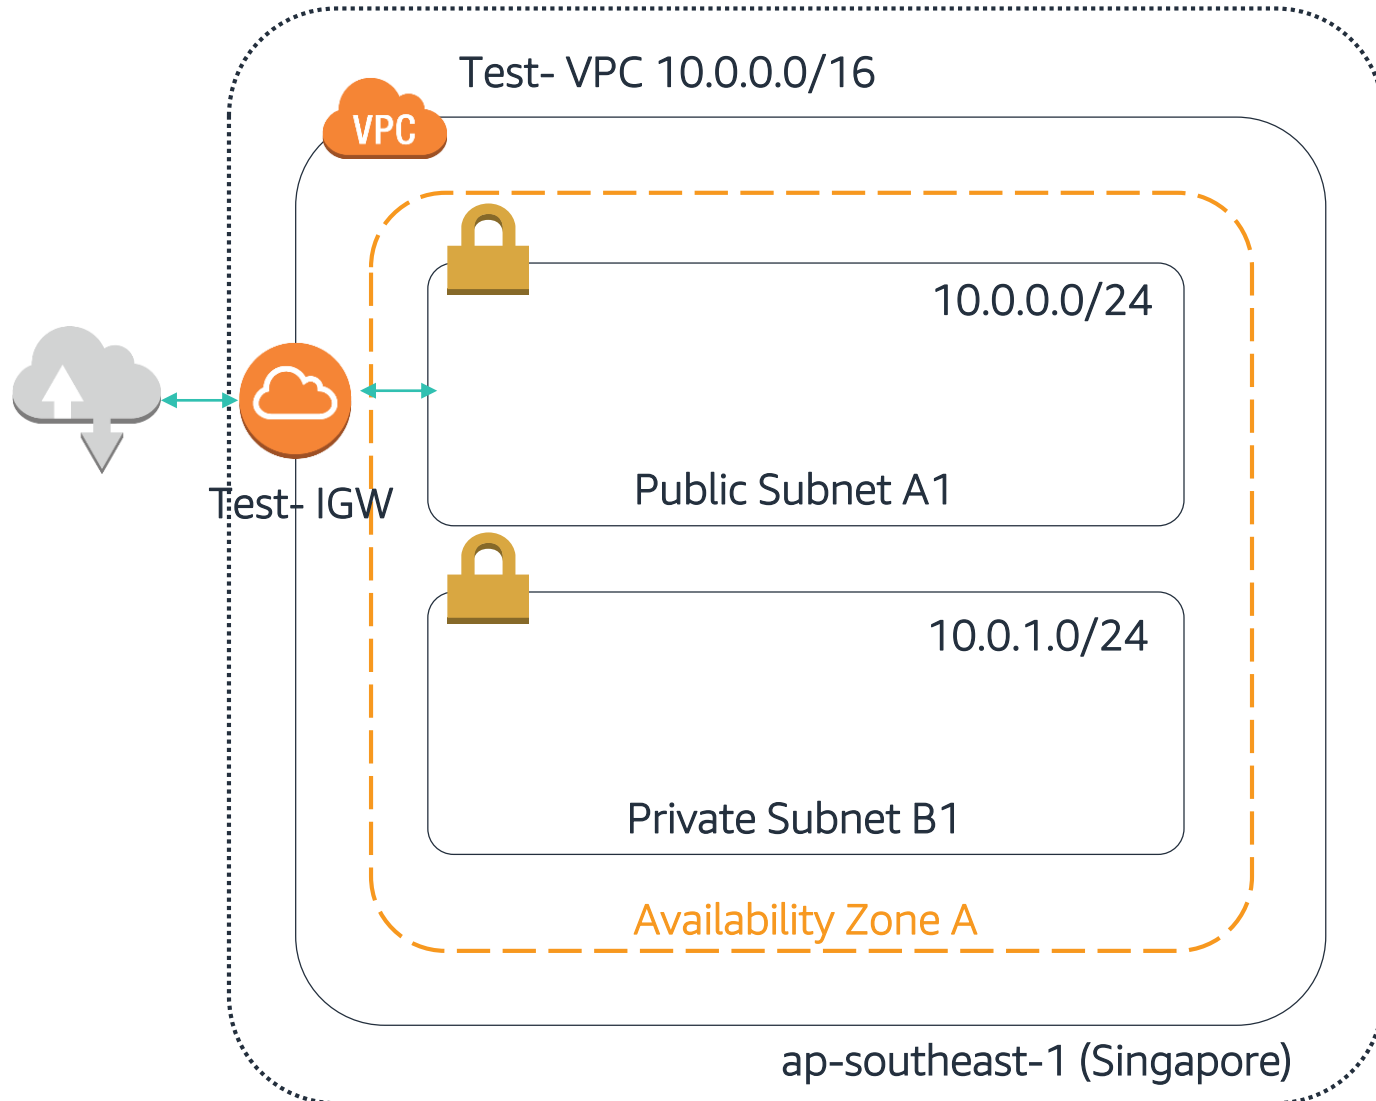 Test- VPC 10.0.0.0/16
VPC
10.0.0.0/24
Public Subnet A1
Test- IGW
10.0.1.0/24
Private Subnet B1
Availability Zone A
ap-southeast-1 (Singapore)